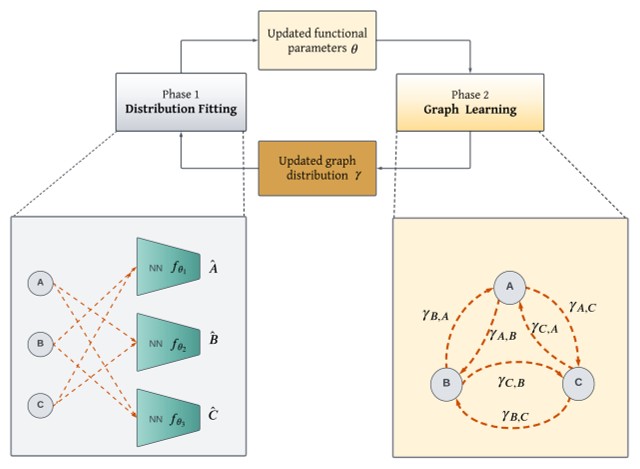 Updated functional
parameters θ
Phase 1
Distribution Fitting
Phase 2
Graph Learning
Updated graph
distribution γ
A
B
C
NN f_θ₁
Â
NN f_θ₂
B̂
NN f_θ₃
Ĉ
A
γ_B,A
γ_A,C
γ_A,B
γ_C,A
B
C
γ_C,B
γ_B,C